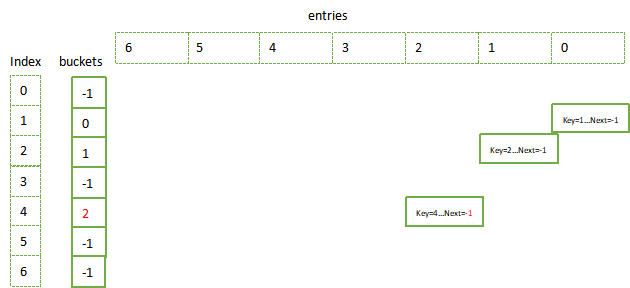 entries
6 5 4 3 2 1 0
Index buckets
0 -1
1 0 Key=1...Next=-1
2 1 Key=2...Next=-1
3 -1
4 2 Key=4...Next=-1
5 -1
6 -1